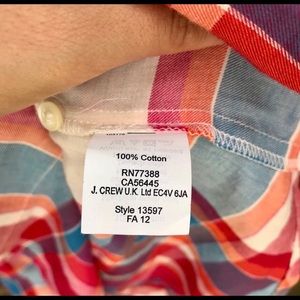 100% Cotton
RN77388
CA56445
J. CREW U.K. Ltd EC4V 6JA
Style 13597
FA 12